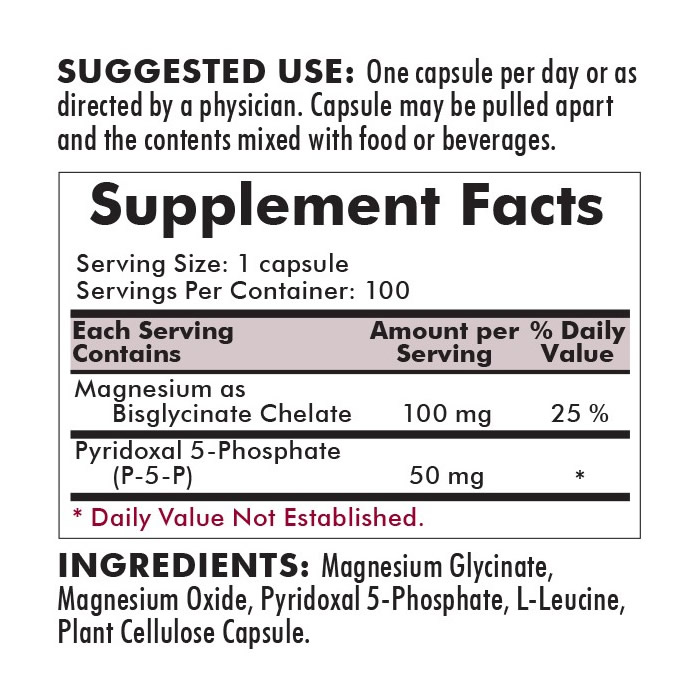 SUGGESTED USE: One capsule per day or as
directed by a physician. Capsule may be pulled apart
and the contents mixed with food or beverages.
Supplement Facts
Serving Size: 1 capsule
Servings Per Container: 100
Each Serving Amount per % Daily
Contains Serving Value
Magnesium as
Bisglycinate Chelate 100 mg 25 %
Pyridoxal 5-Phosphate
(P-5-P) 50 mg *
* Daily Value Not Established.
INGREDIENTS: Magnesium Glycinate,
Magnesium Oxide, Pyridoxal 5-Phosphate, L-Leucine,
Plant Cellulose Capsule.